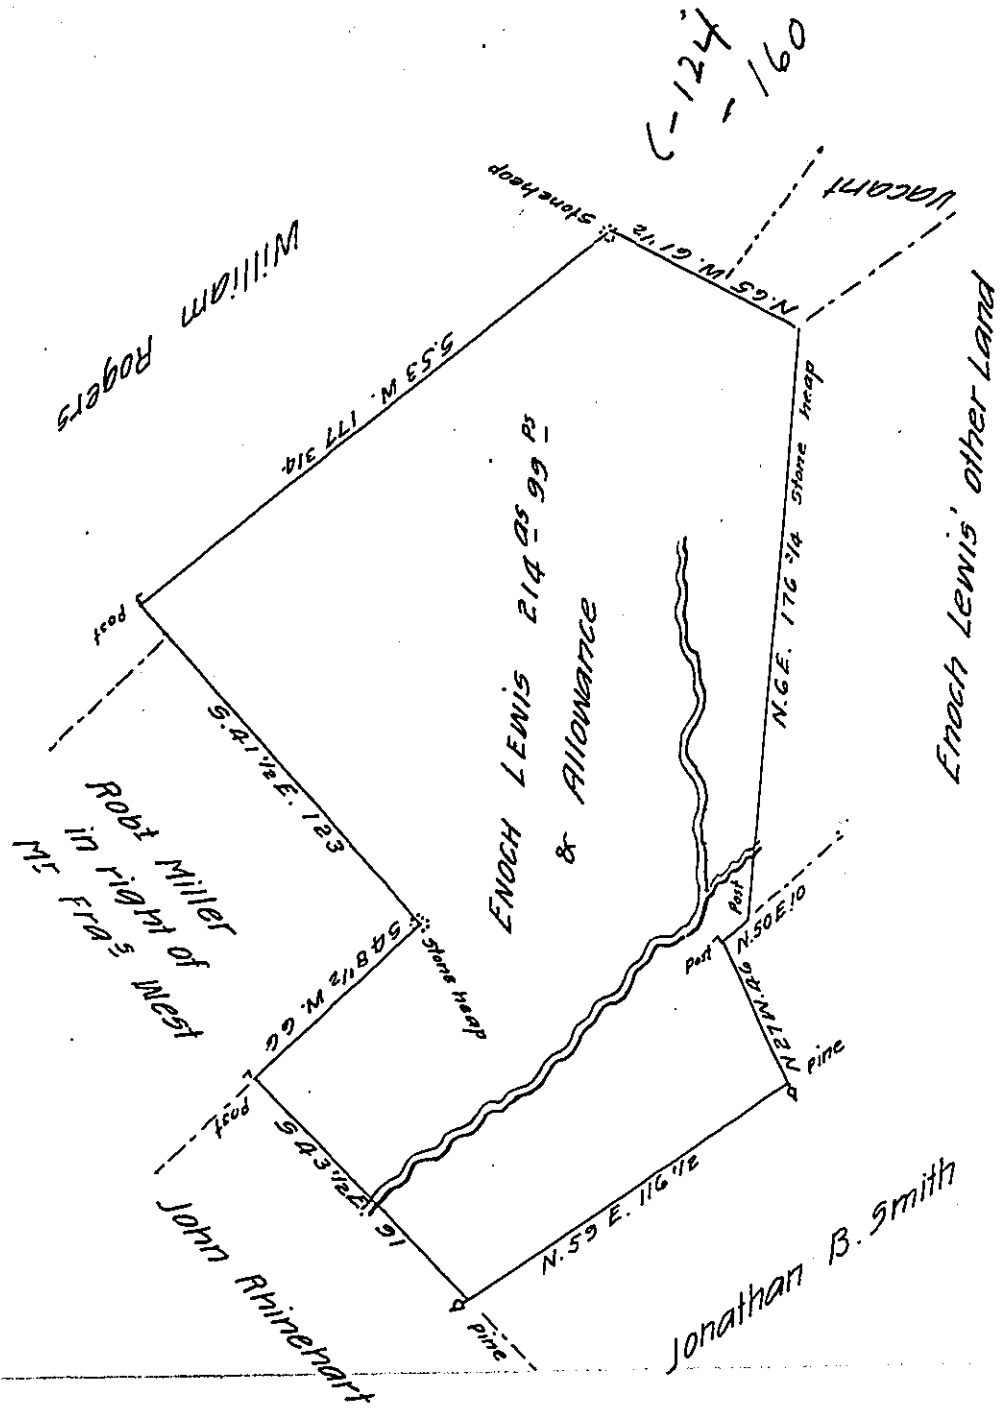 (-124'
- 160
vacant
Stone heap
N. 65 W. 61 1/2
William
Rogers
S. 53 W. 177 3/4
post
S. 41 1/2 E. 123
Robt Miller
in right of
Mr Fras West
S 48 1/2 W. 66
stone heap
post
S 43 1/2 E 91
John Rhinehart
pine
N. 59 E. 116 1/2
Jonathan B. Smith
pine
N 27 W. 46
post
N. 50 E 10
Post
N. 6 E. 176 1/4 Stone heap
Enoch Lewis' other Land
ENOCH LEWIS 214 as 99 ps
& Allowance